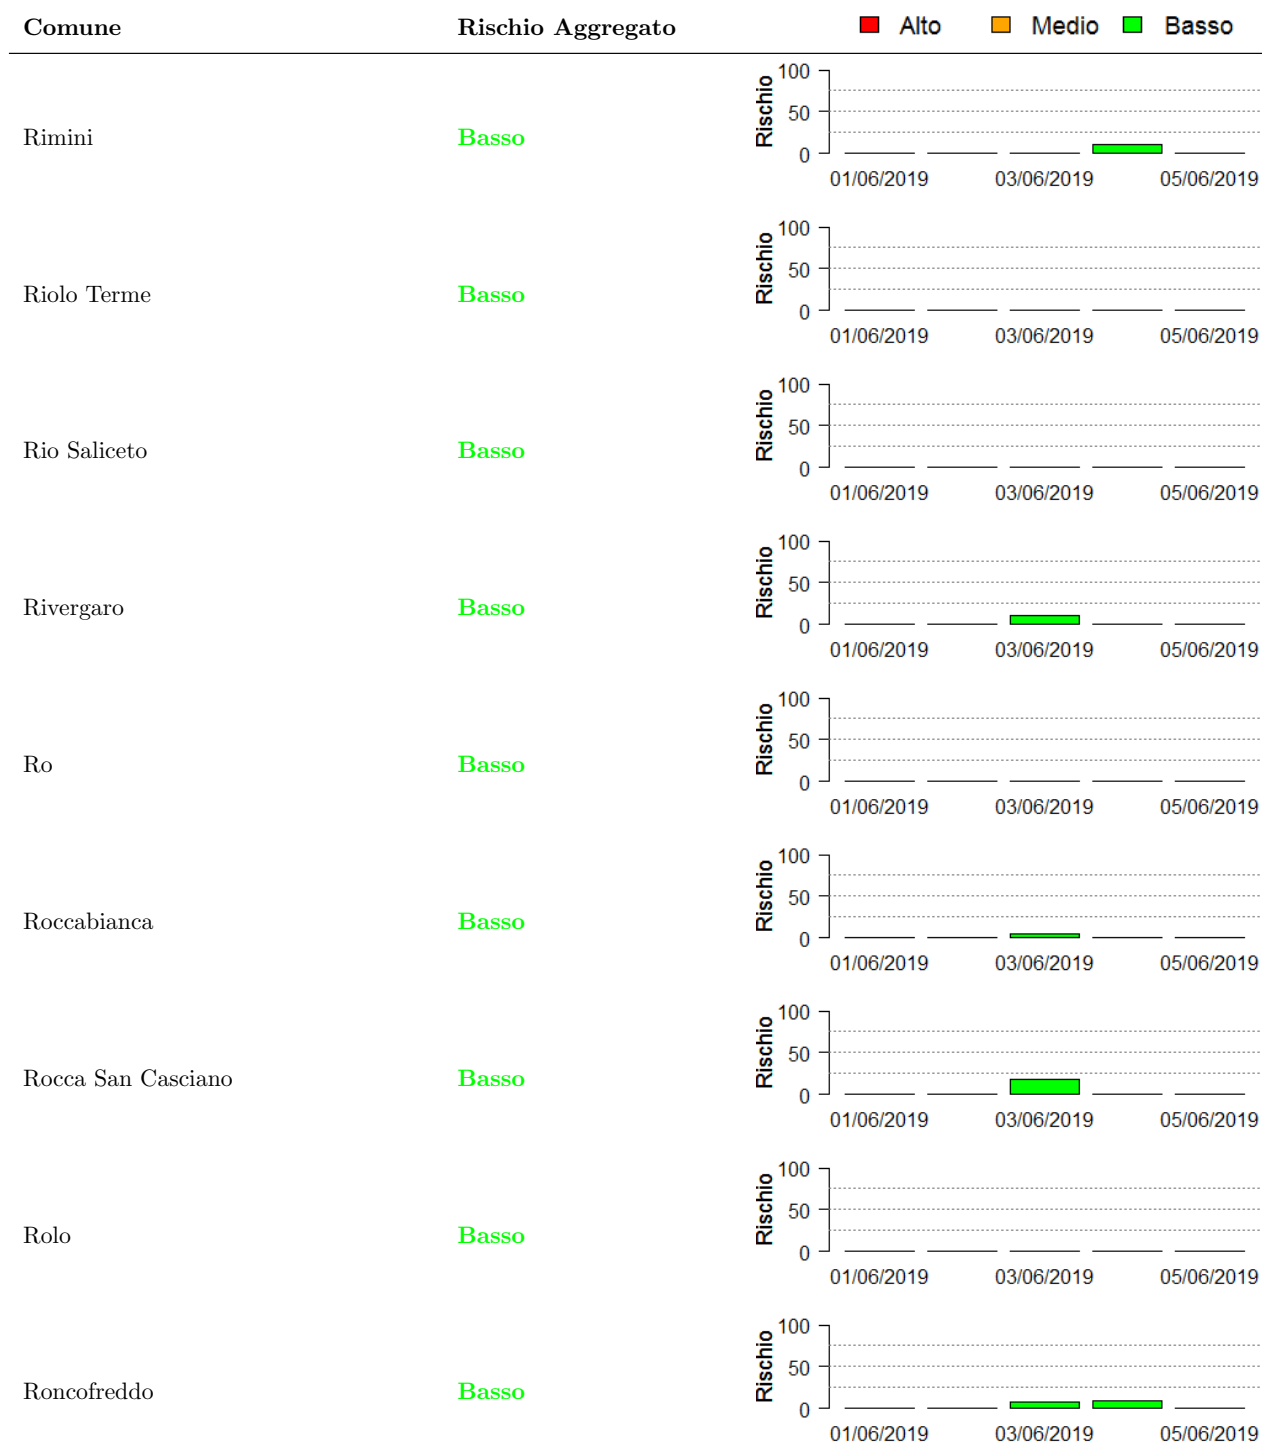 Comune Rischio Aggregato Alto Medio Basso
Rimini Basso
Rischio
100
50
0
01/06/2019 03/06/2019 05/06/2019
Riolo Terme Basso
Rischio
100
50
0
01/06/2019 03/06/2019 05/06/2019
Rio Saliceto Basso
Rischio
100
50
0
01/06/2019 03/06/2019 05/06/2019
Rivergaro Basso
Rischio
100
50
0
01/06/2019 03/06/2019 05/06/2019
Ro Basso
Rischio
100
50
0
01/06/2019 03/06/2019 05/06/2019
Roccabianca Basso
Rischio
100
50
0
01/06/2019 03/06/2019 05/06/2019
Rocca San Casciano Basso
Rischio
100
50
0
01/06/2019 03/06/2019 05/06/2019
Rolo Basso
Rischio
100
50
0
01/06/2019 03/06/2019 05/06/2019
Roncofreddo Basso
Rischio
100
50
0
01/06/2019 03/06/2019 05/06/2019